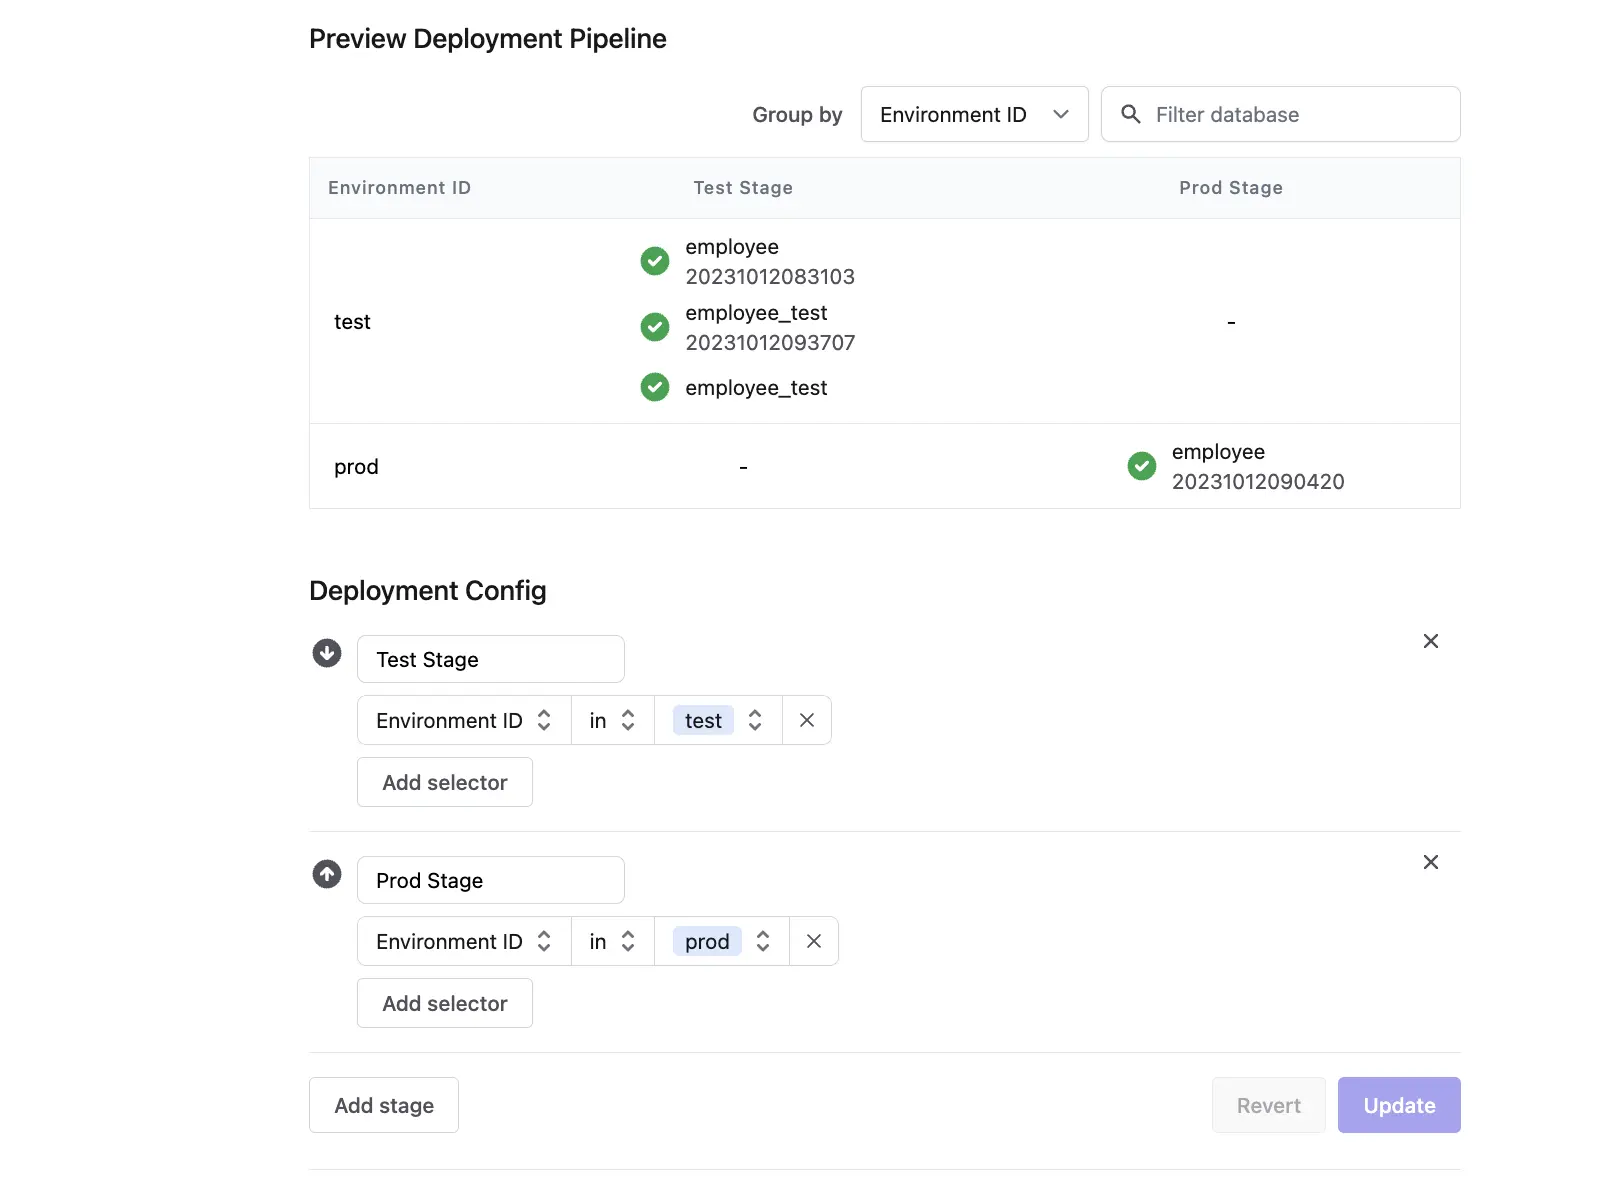 Preview Deployment Pipeline
Group by Environment ID Filter database
Environment ID Test Stage Prod Stage
employee
20231012083103
employee_test
test -
20231012093707
employee_test
employee
prod -
20231012090420
Deployment Config
Test Stage
Environment ID in test
Add selector
Prod Stage
Environment ID in prod
Add selector
Add stage Revert Update